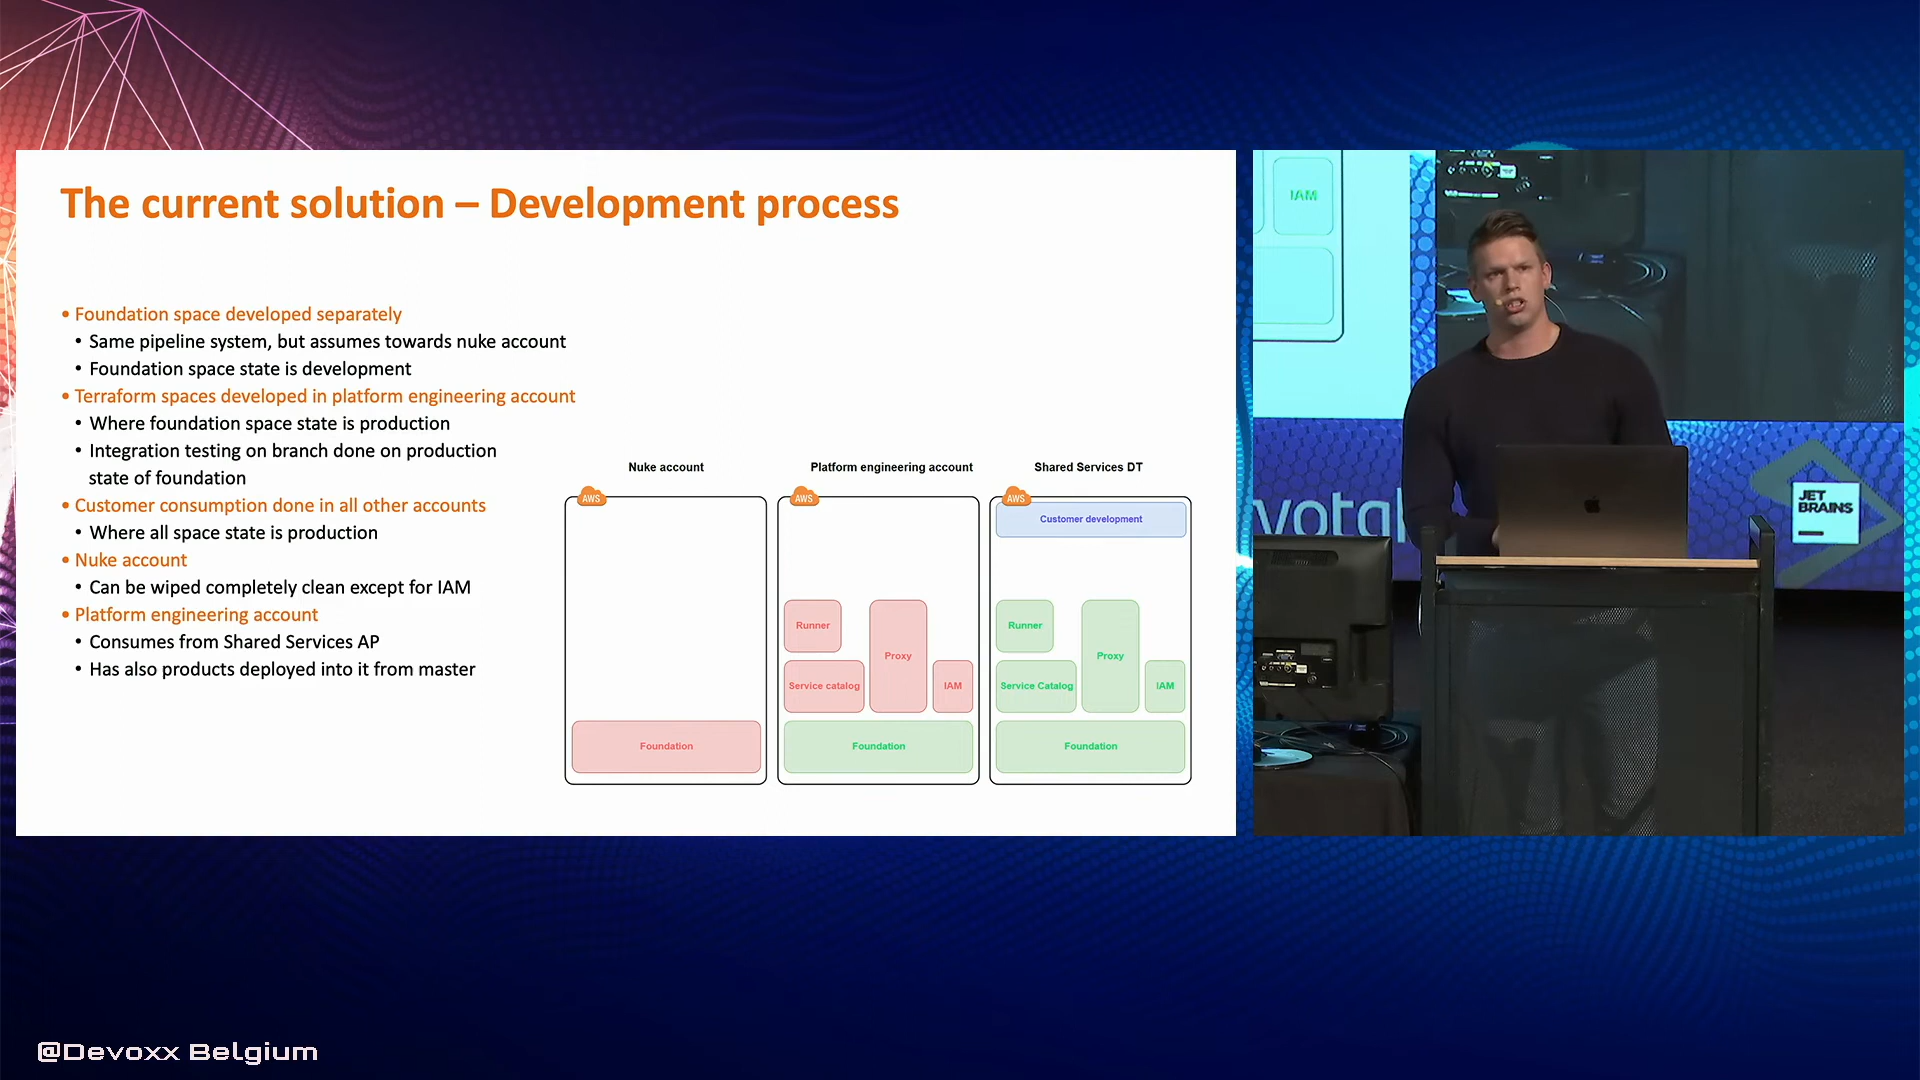 The current solution – Development process
• Foundation space developed separately
• Same pipeline system, but assumes towards nuke account
• Foundation space state is development
• Terraform spaces developed in platform engineering account
• Where foundation space state is production
• Integration testing on branch done on production
state of foundation
• Customer consumption done in all other accounts
• Where all space state is production
• Nuke account
• Can be wiped completely clean except for IAM
• Platform engineering account
• Consumes from Shared Services AP
• Has also products deployed into it from master
Nuke account
AWS
Foundation
Platform engineering account
AWS
Runner
Proxy
Service catalog
IAM
Foundation
Shared Services DT
AWS
Customer development
Runner
Proxy
Service Catalog
IAM
Foundation
IAM
JET
BRAINS
@Devoxx Belgium